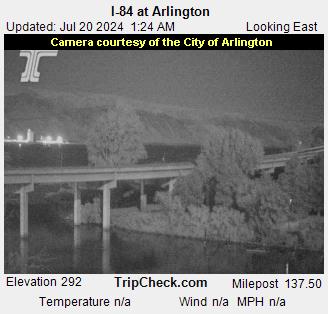 I-84 at Arlington
Updated: Jul 20 2024 1:24 AM Looking East
Camera courtesy of the City of Arlington
Elevation 292 TripCheck.com Milepost 137.50
Temperature n/a Wind n/a MPH n/a